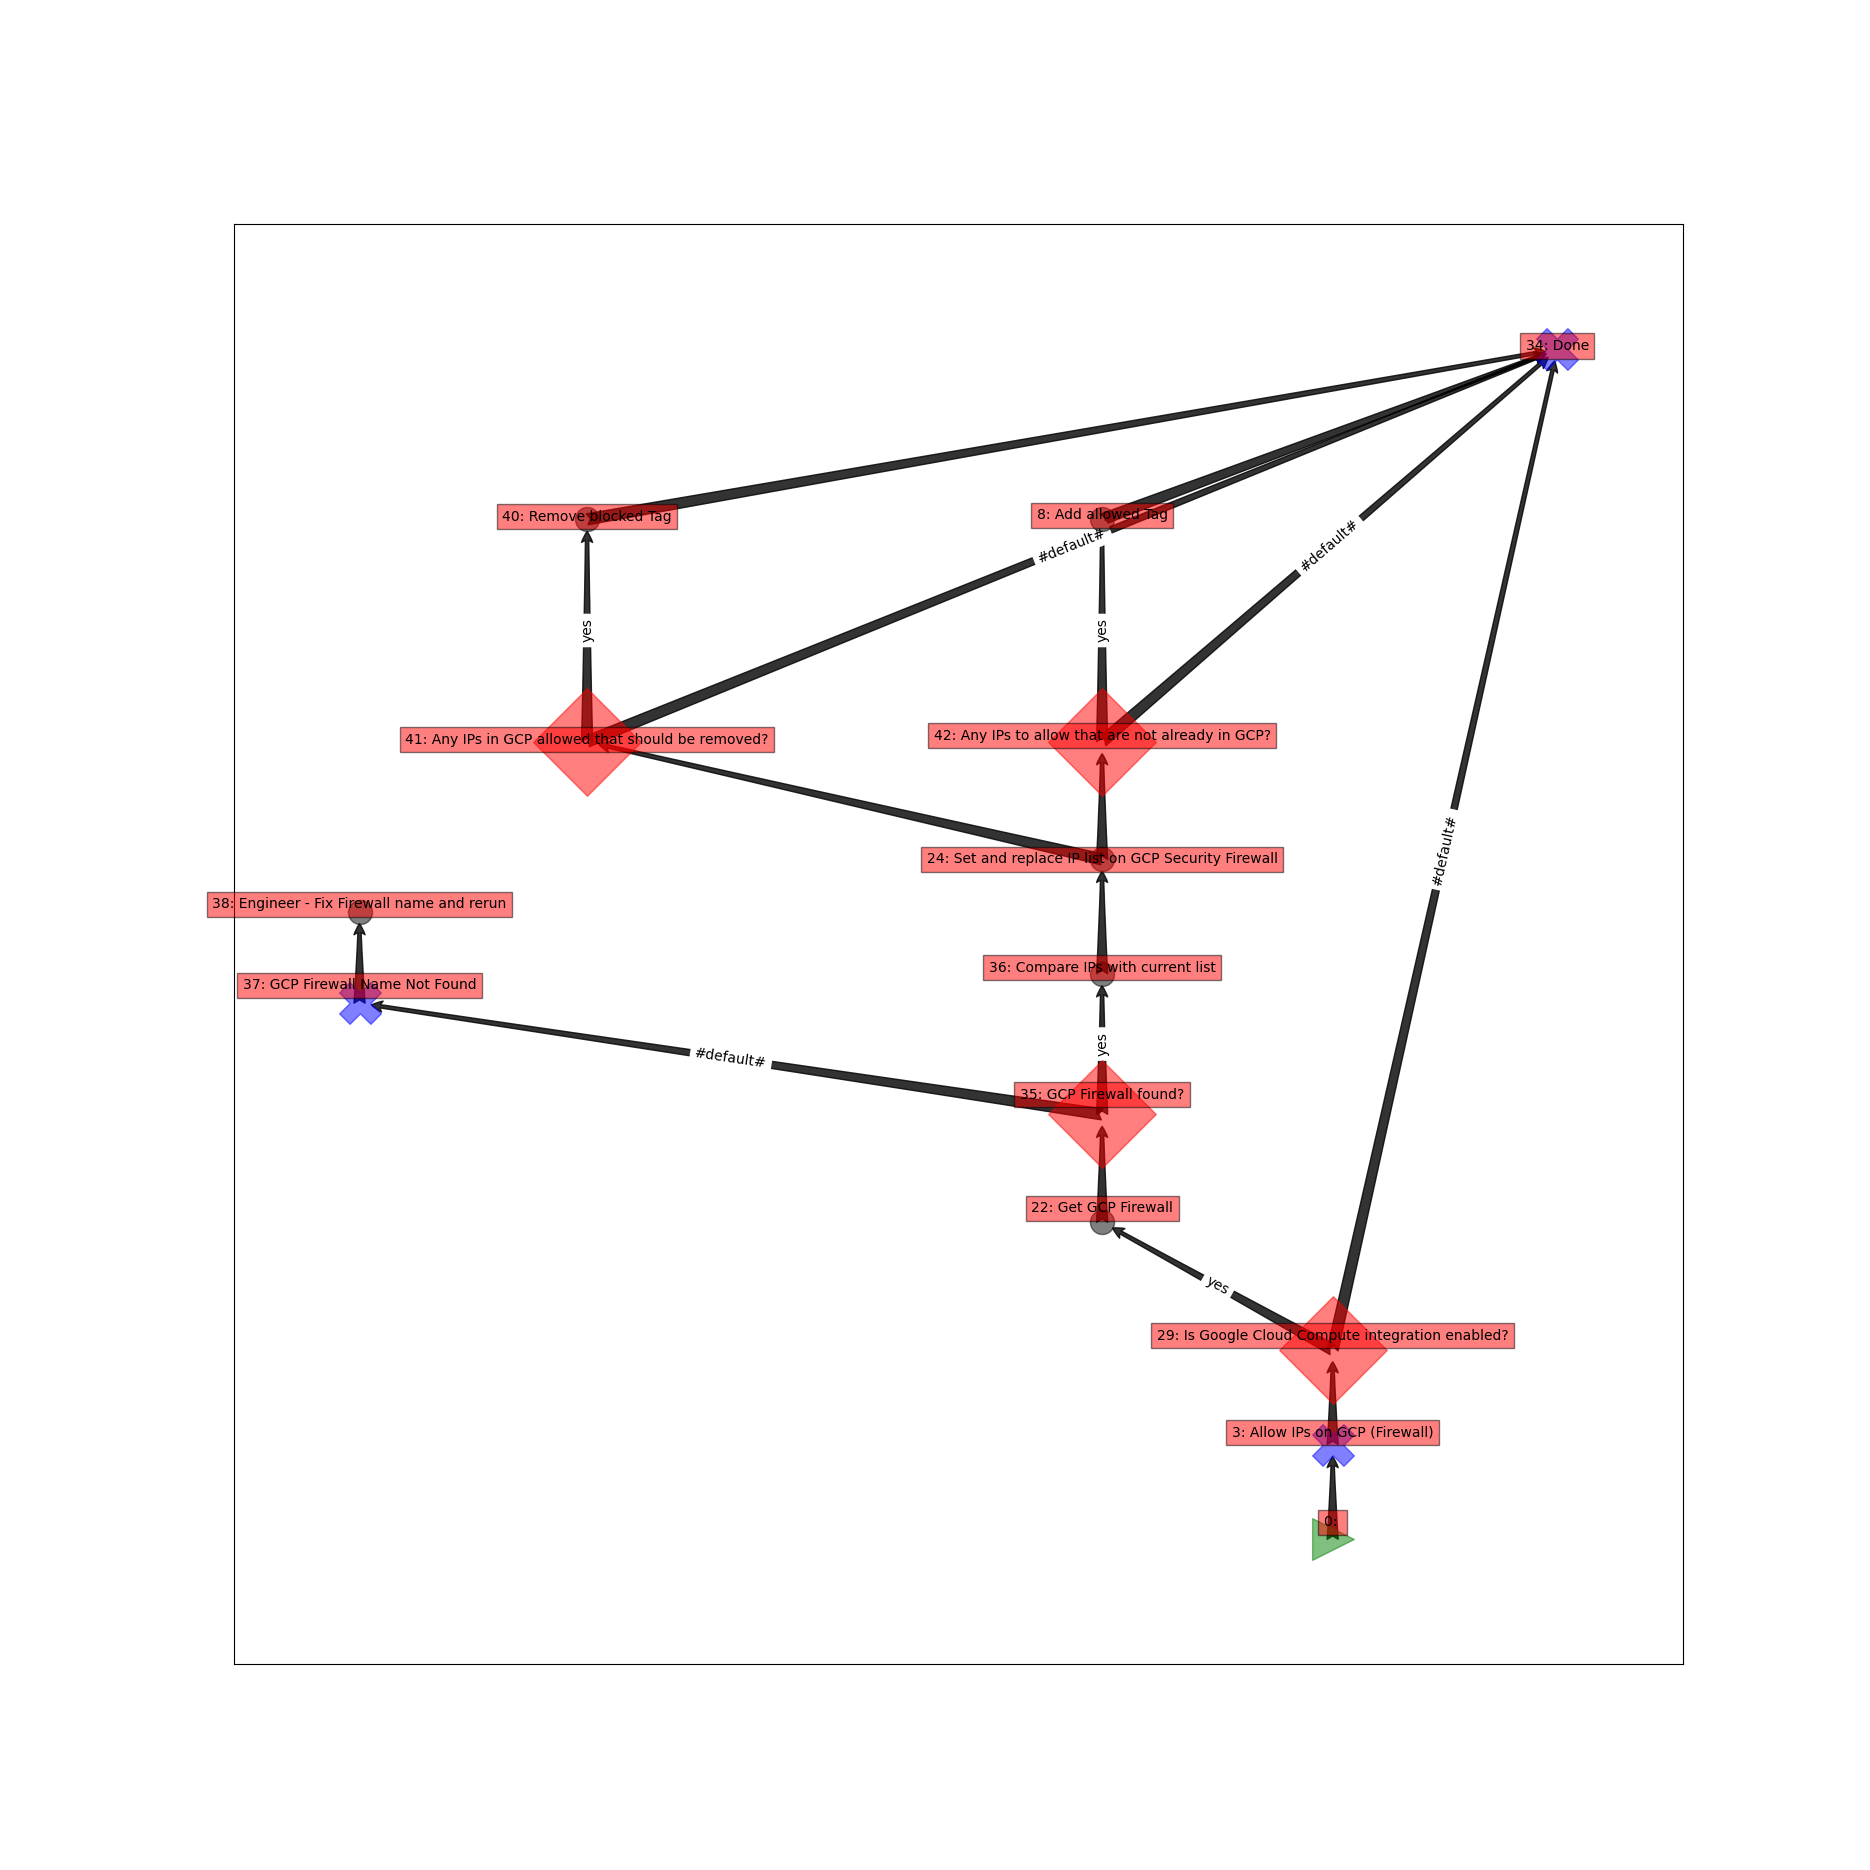 34: Done
40: Remove blocked Tag
8: Add allowed Tag
#default#
#default#
yes
yes
41: Any IPs in GCP allowed that should be removed?
42: Any IPs to allow that are not already in GCP?
#default#
24: Set and replace IP list on GCP Security Firewall
38: Engineer - Fix Firewall name and rerun
36: Compare IPs with current list
37: GCP Firewall Name Not Found
yes
#default#
35: GCP Firewall found?
22: Get GCP Firewall
yes
29: Is Google Cloud Compute integration enabled?
3: Allow IPs on GCP (Firewall)
0: